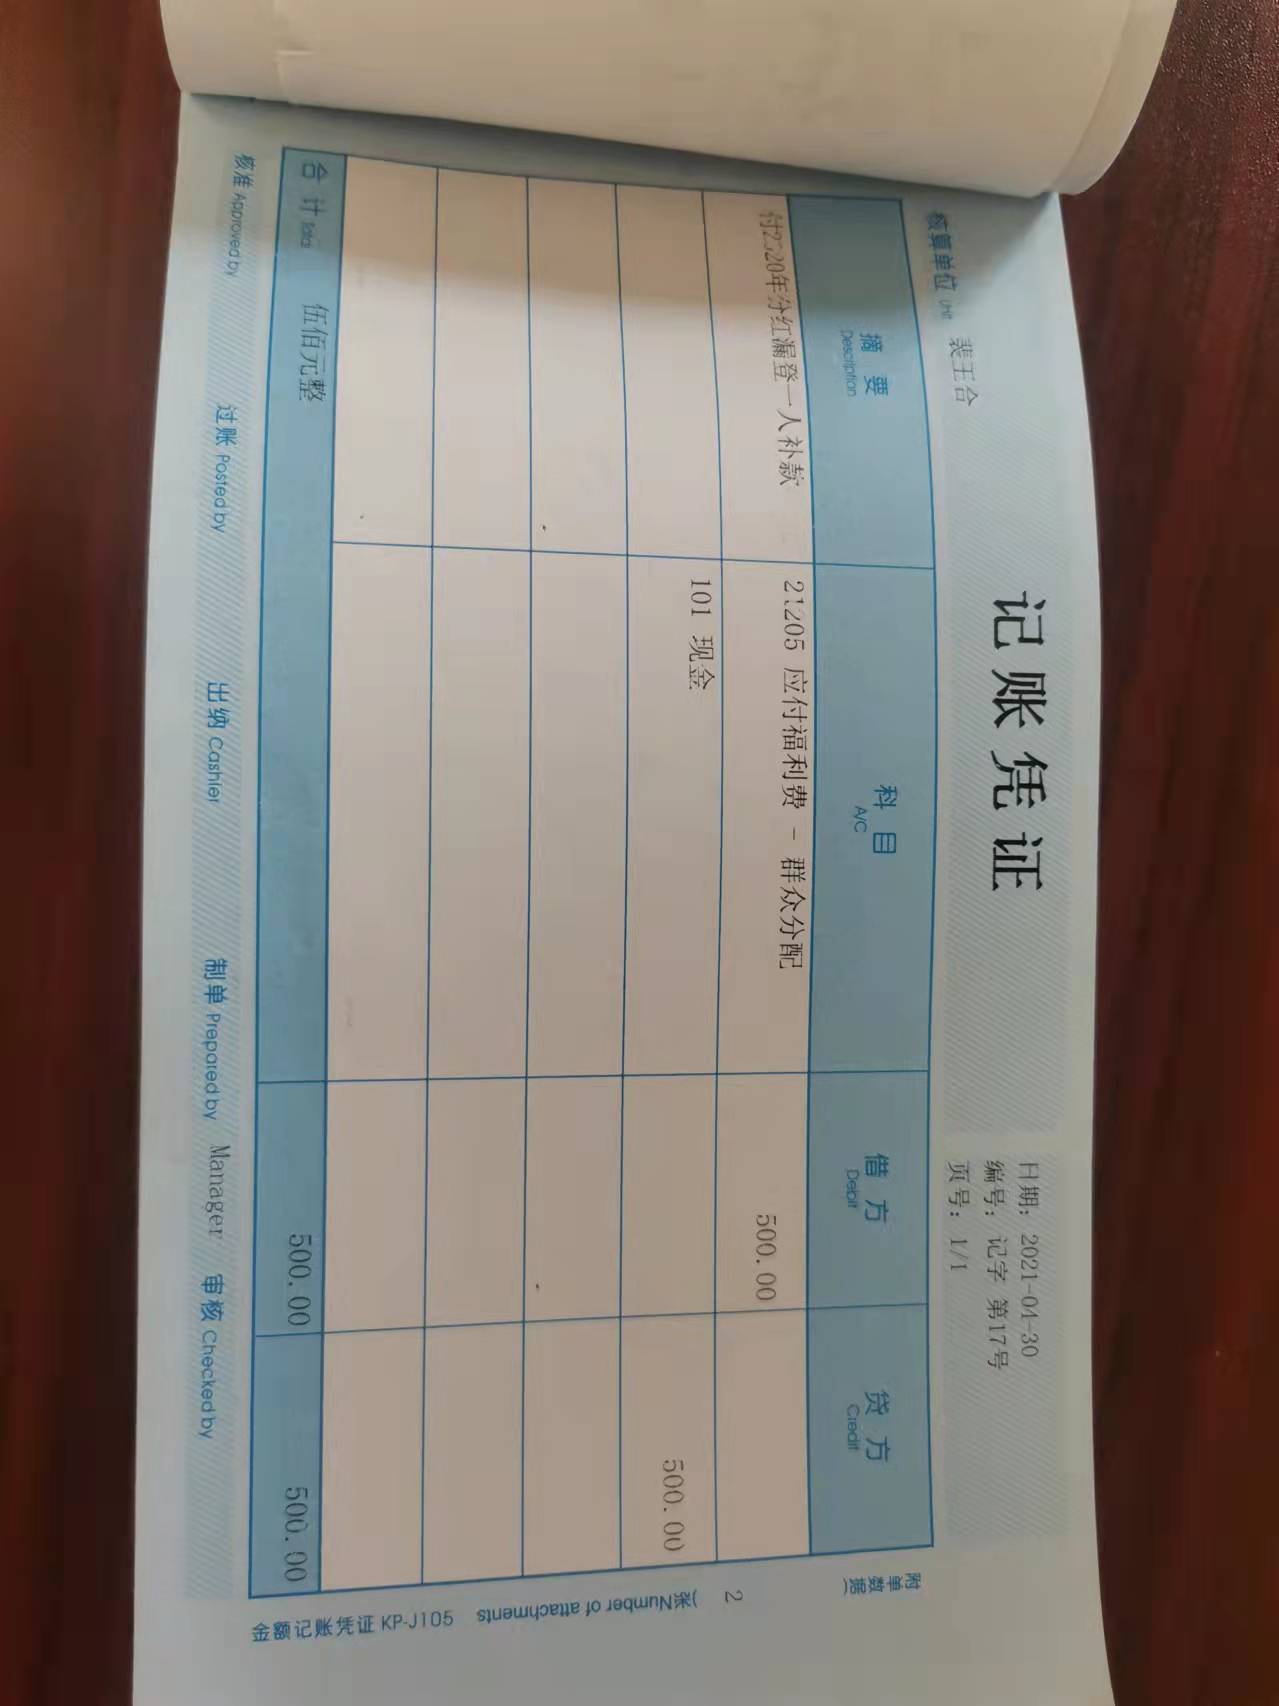 记账凭证
日期: 2021-04-30
编号: 记字 第17号
页号: 1/1
核算单位 Unit 裴王合
摘要 科目 借方 贷方
Description A/C Debit Credit
付2020年分红漏登一人补款 21205 应付福利费 - 群众分配 500.00
101 现金 500.00
合计 Total 伍佰元整 500.00 500.00
核准 Approved by 过账 Posted by 出纳 Cashier 制单 Prepared by Manager 审核 Checked by
附单数据)
2
(张 Number of attachments
金额记账凭证 KP-J105